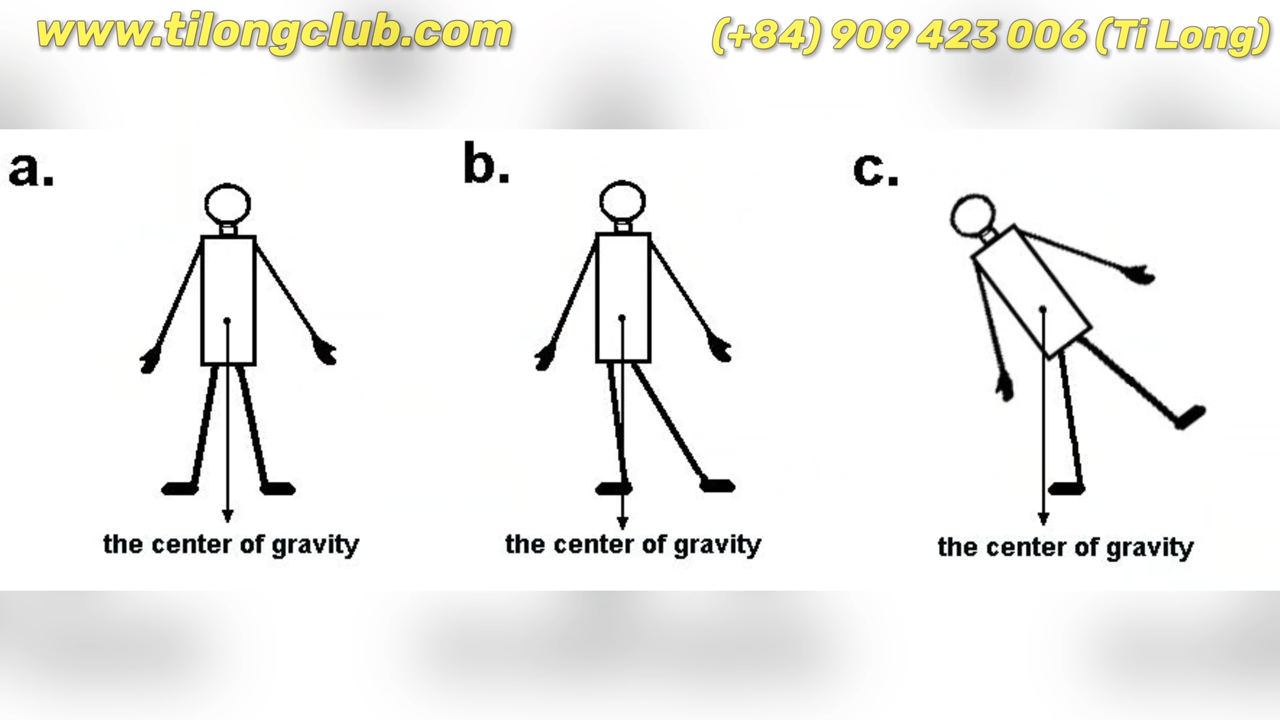 www.tilongclub.com
(+84) 909 423 006 (Ti Long)
a.
b.
c.
the center of gravity
the center of gravity
the center of gravity